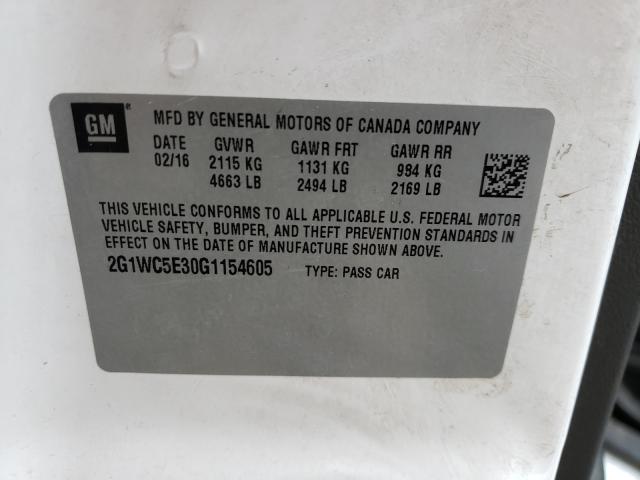 GM
MFD BY GENERAL MOTORS OF CANADA COMPANY
DATE GVWR GAWR FRT GAWR RR
02/16 2115 KG 1131 KG 984 KG
4663 LB 2494 LB 2169 LB
THIS VEHICLE CONFORMS TO ALL APPLICABLE U.S. FEDERAL MOTOR
VEHICLE SAFETY, BUMPER, AND THEFT PREVENTION STANDARDS IN
EFFECT ON THE DATE OF MANUFACTURE SHOWN ABOVE.
2G1WC5E30G1154605 TYPE: PASS CAR